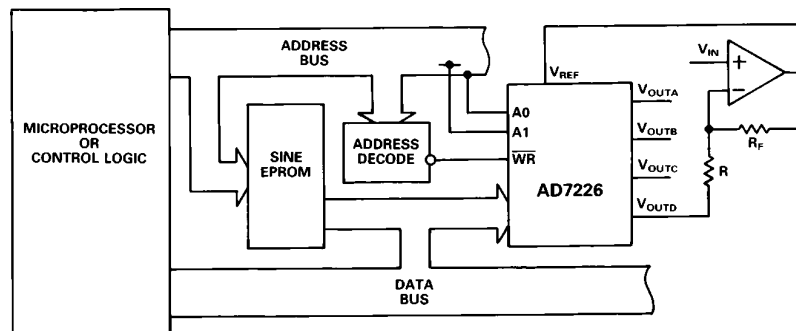 ADDRESS
BUS
MICROPROCESSOR
OR
CONTROL LOGIC
SINE
EPROM
ADDRESS
DECODE
A0
A1
WR
AD7226
VREF
VOUTA
VOUTB
VOUTC
VOUTD
VIN
+
−
RF
R
DATA
BUS